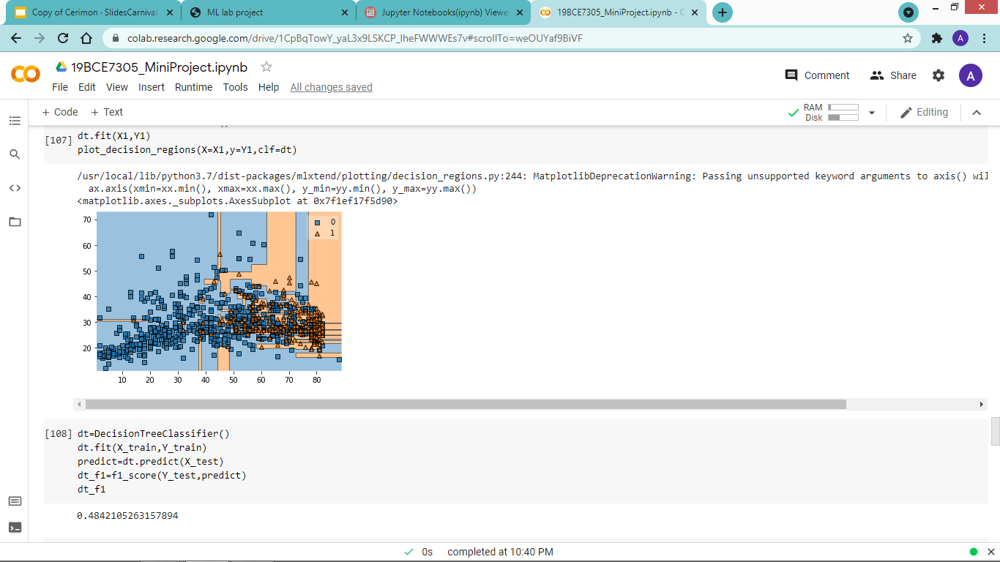 Copy of Cerimon · SlidesCarnival
ML lab project
Jupyter Notebooks(ipynb) Viewer
19BCE7305_MiniProject.ipynb - C
colab.research.google.com/drive/1CpBqTowY_yaL3x9LSKCP_lheFWWWEs7v#scrollTo=weOUYaf9BiVF
A
19BCE7305_MiniProject.ipynb
Comment
Share
A
File Edit View Insert Runtime Tools Help All changes saved
+ Code + Text
RAM
Disk
Editing
[107] dt.fit(X1,Y1)
plot_decision_regions(X=X1,y=Y1,clf=dt)
/usr/local/lib/python3.7/dist-packages/mlxtend/plotting/decision_regions.py:244: MatplotlibDeprecationWarning: Passing unsupported keyword arguments to axis() wil
ax.axis(xmin=xx.min(), xmax=xx.max(), y_min=yy.min(), y_max=yy.max())
<matplotlib.axes._subplots.AxesSubplot at 0x7f1ef17f5d90>
0
1
70
60
50
40
30
20
10 20 30 40 50 60 70 80
[108] dt=DecisionTreeClassifier()
dt.fit(X_train,Y_train)
predict=dt.predict(X_test)
dt_f1=f1_score(Y_test,predict)
dt_f1
0.4842105263157894
0s completed at 10:40 PM